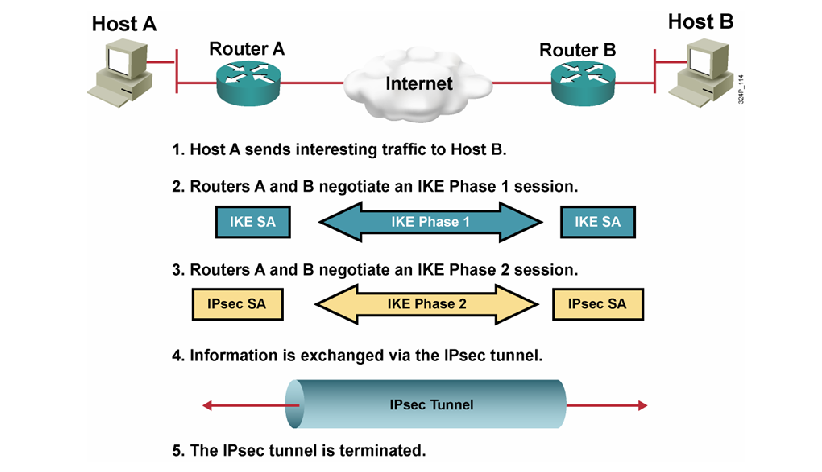 Host A
Host B
Router A
Router B
Internet
324P_114
1. Host A sends interesting traffic to Host B.
2. Routers A and B negotiate an IKE Phase 1 session.
IKE SA
IKE Phase 1
IKE SA
3. Routers A and B negotiate an IKE Phase 2 session.
IPsec SA
IKE Phase 2
IPsec SA
4. Information is exchanged via the IPsec tunnel.
IPsec Tunnel
5. The IPsec tunnel is terminated.